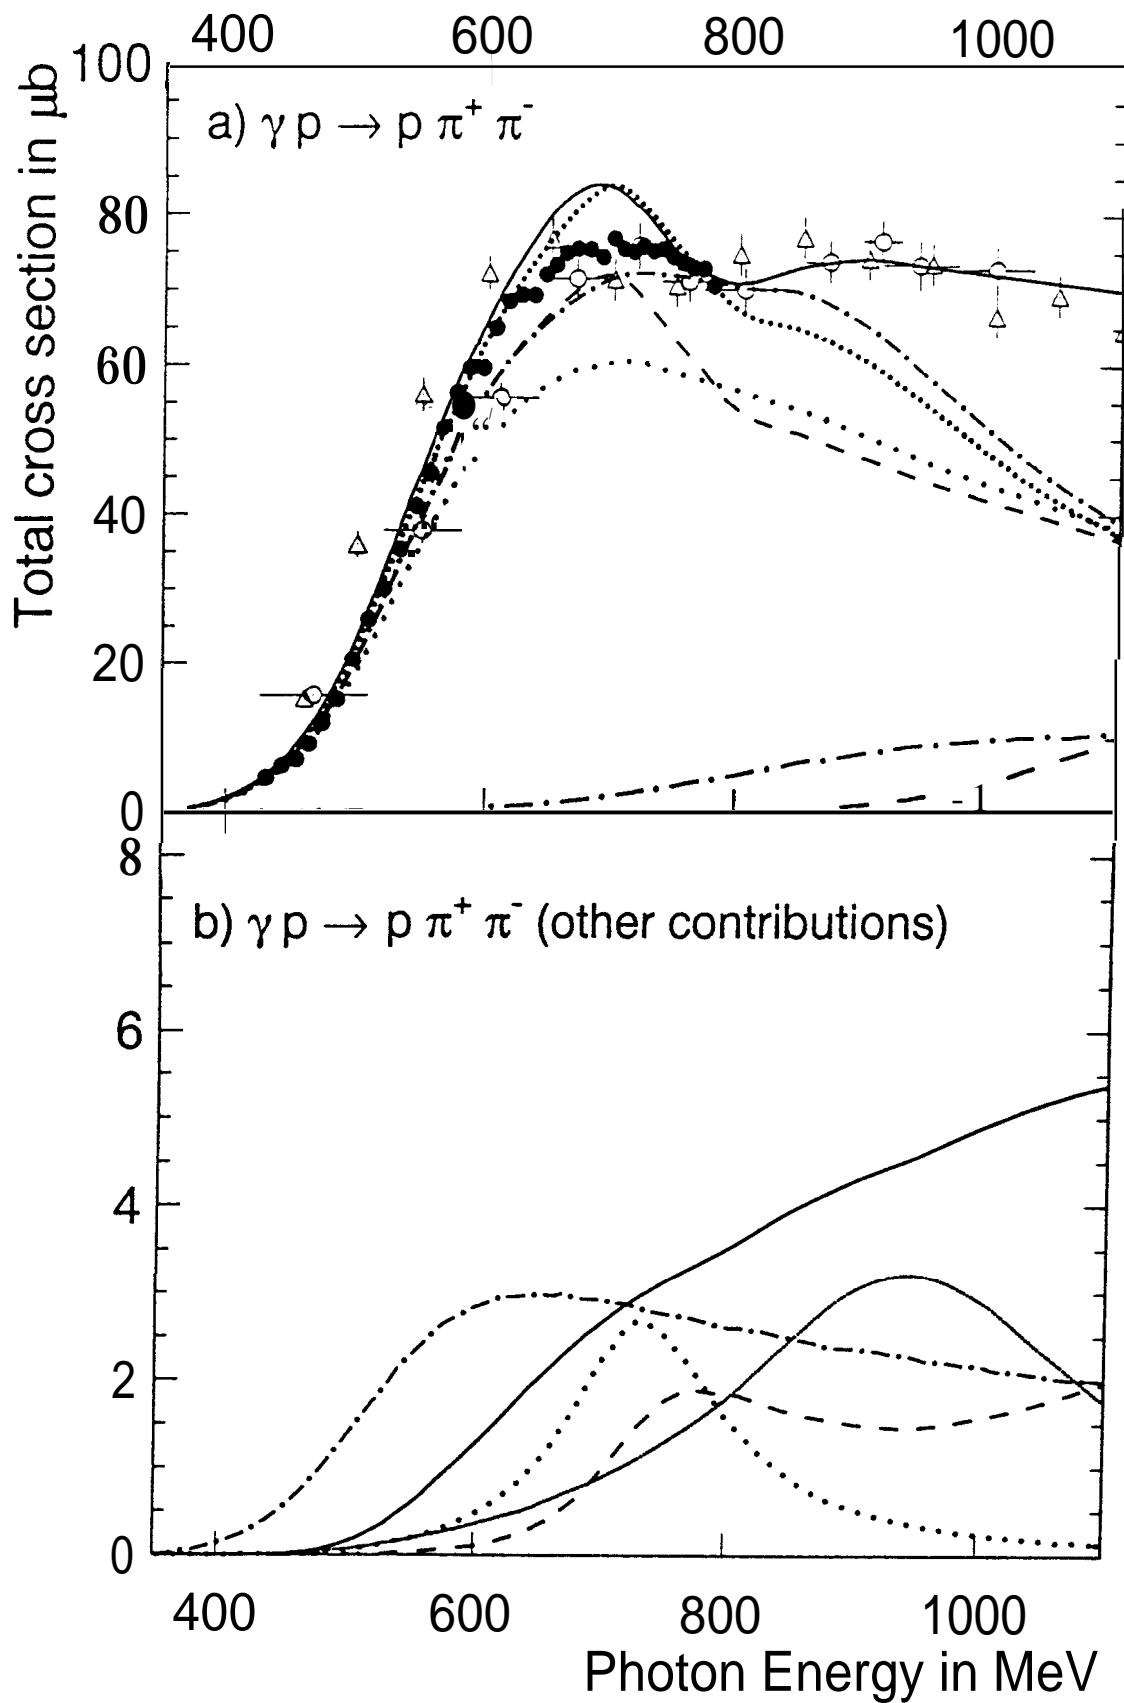 400 600 800 1000
100
Total cross section in μb
a) γ p → p π⁺ π⁻
80
60
40
20
0
-1
8
b) γ p → p π⁺ π⁻ (other contributions)
6
4
2
0
400 600 800 1000
Photon Energy in MeV